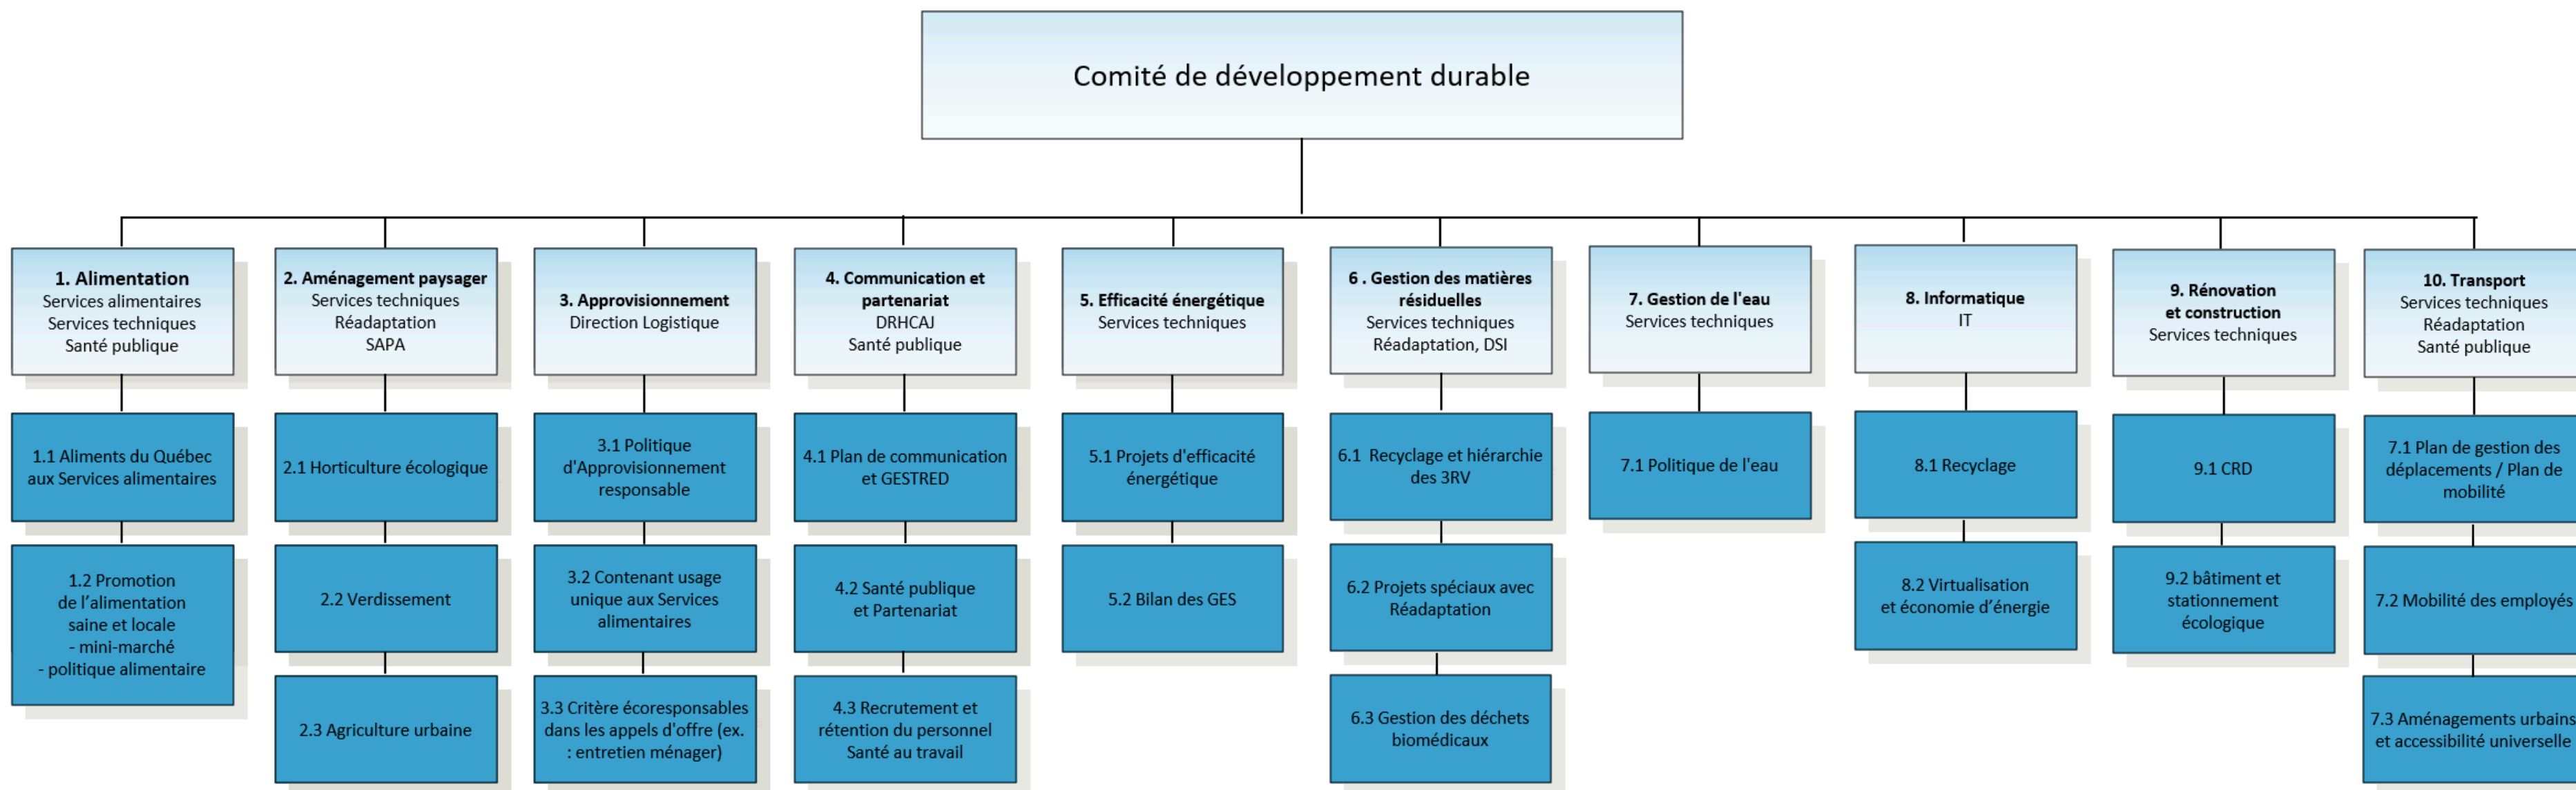 Comité de développement durable
1. Alimentation
Services alimentaires
Services techniques
Santé publique
1.1 Aliments du Québec
aux Services alimentaires
1.2 Promotion
de l’alimentation
saine et locale
- mini-marché
- politique alimentaire
2. Aménagement paysager
Services techniques
Réadaptation
SAPA
2.1 Horticulture écologique
2.2 Verdissement
2.3 Agriculture urbaine
3. Approvisionnement
Direction Logistique
3.1 Politique
d'Approvisionnement
responsable
3.2 Contenant usage
unique aux Services
alimentaires
3.3 Critère écoresponsables
dans les appels d'offre (ex.
: entretien ménager)
4. Communication et
partenariat
DRHCAJ
Santé publique
4.1 Plan de communication
et GESTRED
4.2 Santé publique
et Partenariat
4.3 Recrutement et
rétention du personnel
Santé au travail
5. Efficacité énergétique
Services techniques
5.1 Projets d'efficacité
énergétique
5.2 Bilan des GES
6 . Gestion des matières
résiduelles
Services techniques
Réadaptation, DSI
6.1 Recyclage et hiérarchie
des 3RV
6.2 Projets spéciaux avec
Réadaptation
6.3 Gestion des déchets
biomédicaux
7. Gestion de l'eau
Services techniques
7.1 Politique de l'eau
8. Informatique
IT
8.1 Recyclage
8.2 Virtualisation
et économie d’énergie
9. Rénovation
et construction
Services techniques
9.1 CRD
9.2 bâtiment et
stationnement
écologique
10. Transport
Services techniques
Réadaptation
Santé publique
7.1 Plan de gestion des
déplacements / Plan de
mobilité
7.2 Mobilité des employés
7.3 Aménagements urbains
et accessibilité universelle